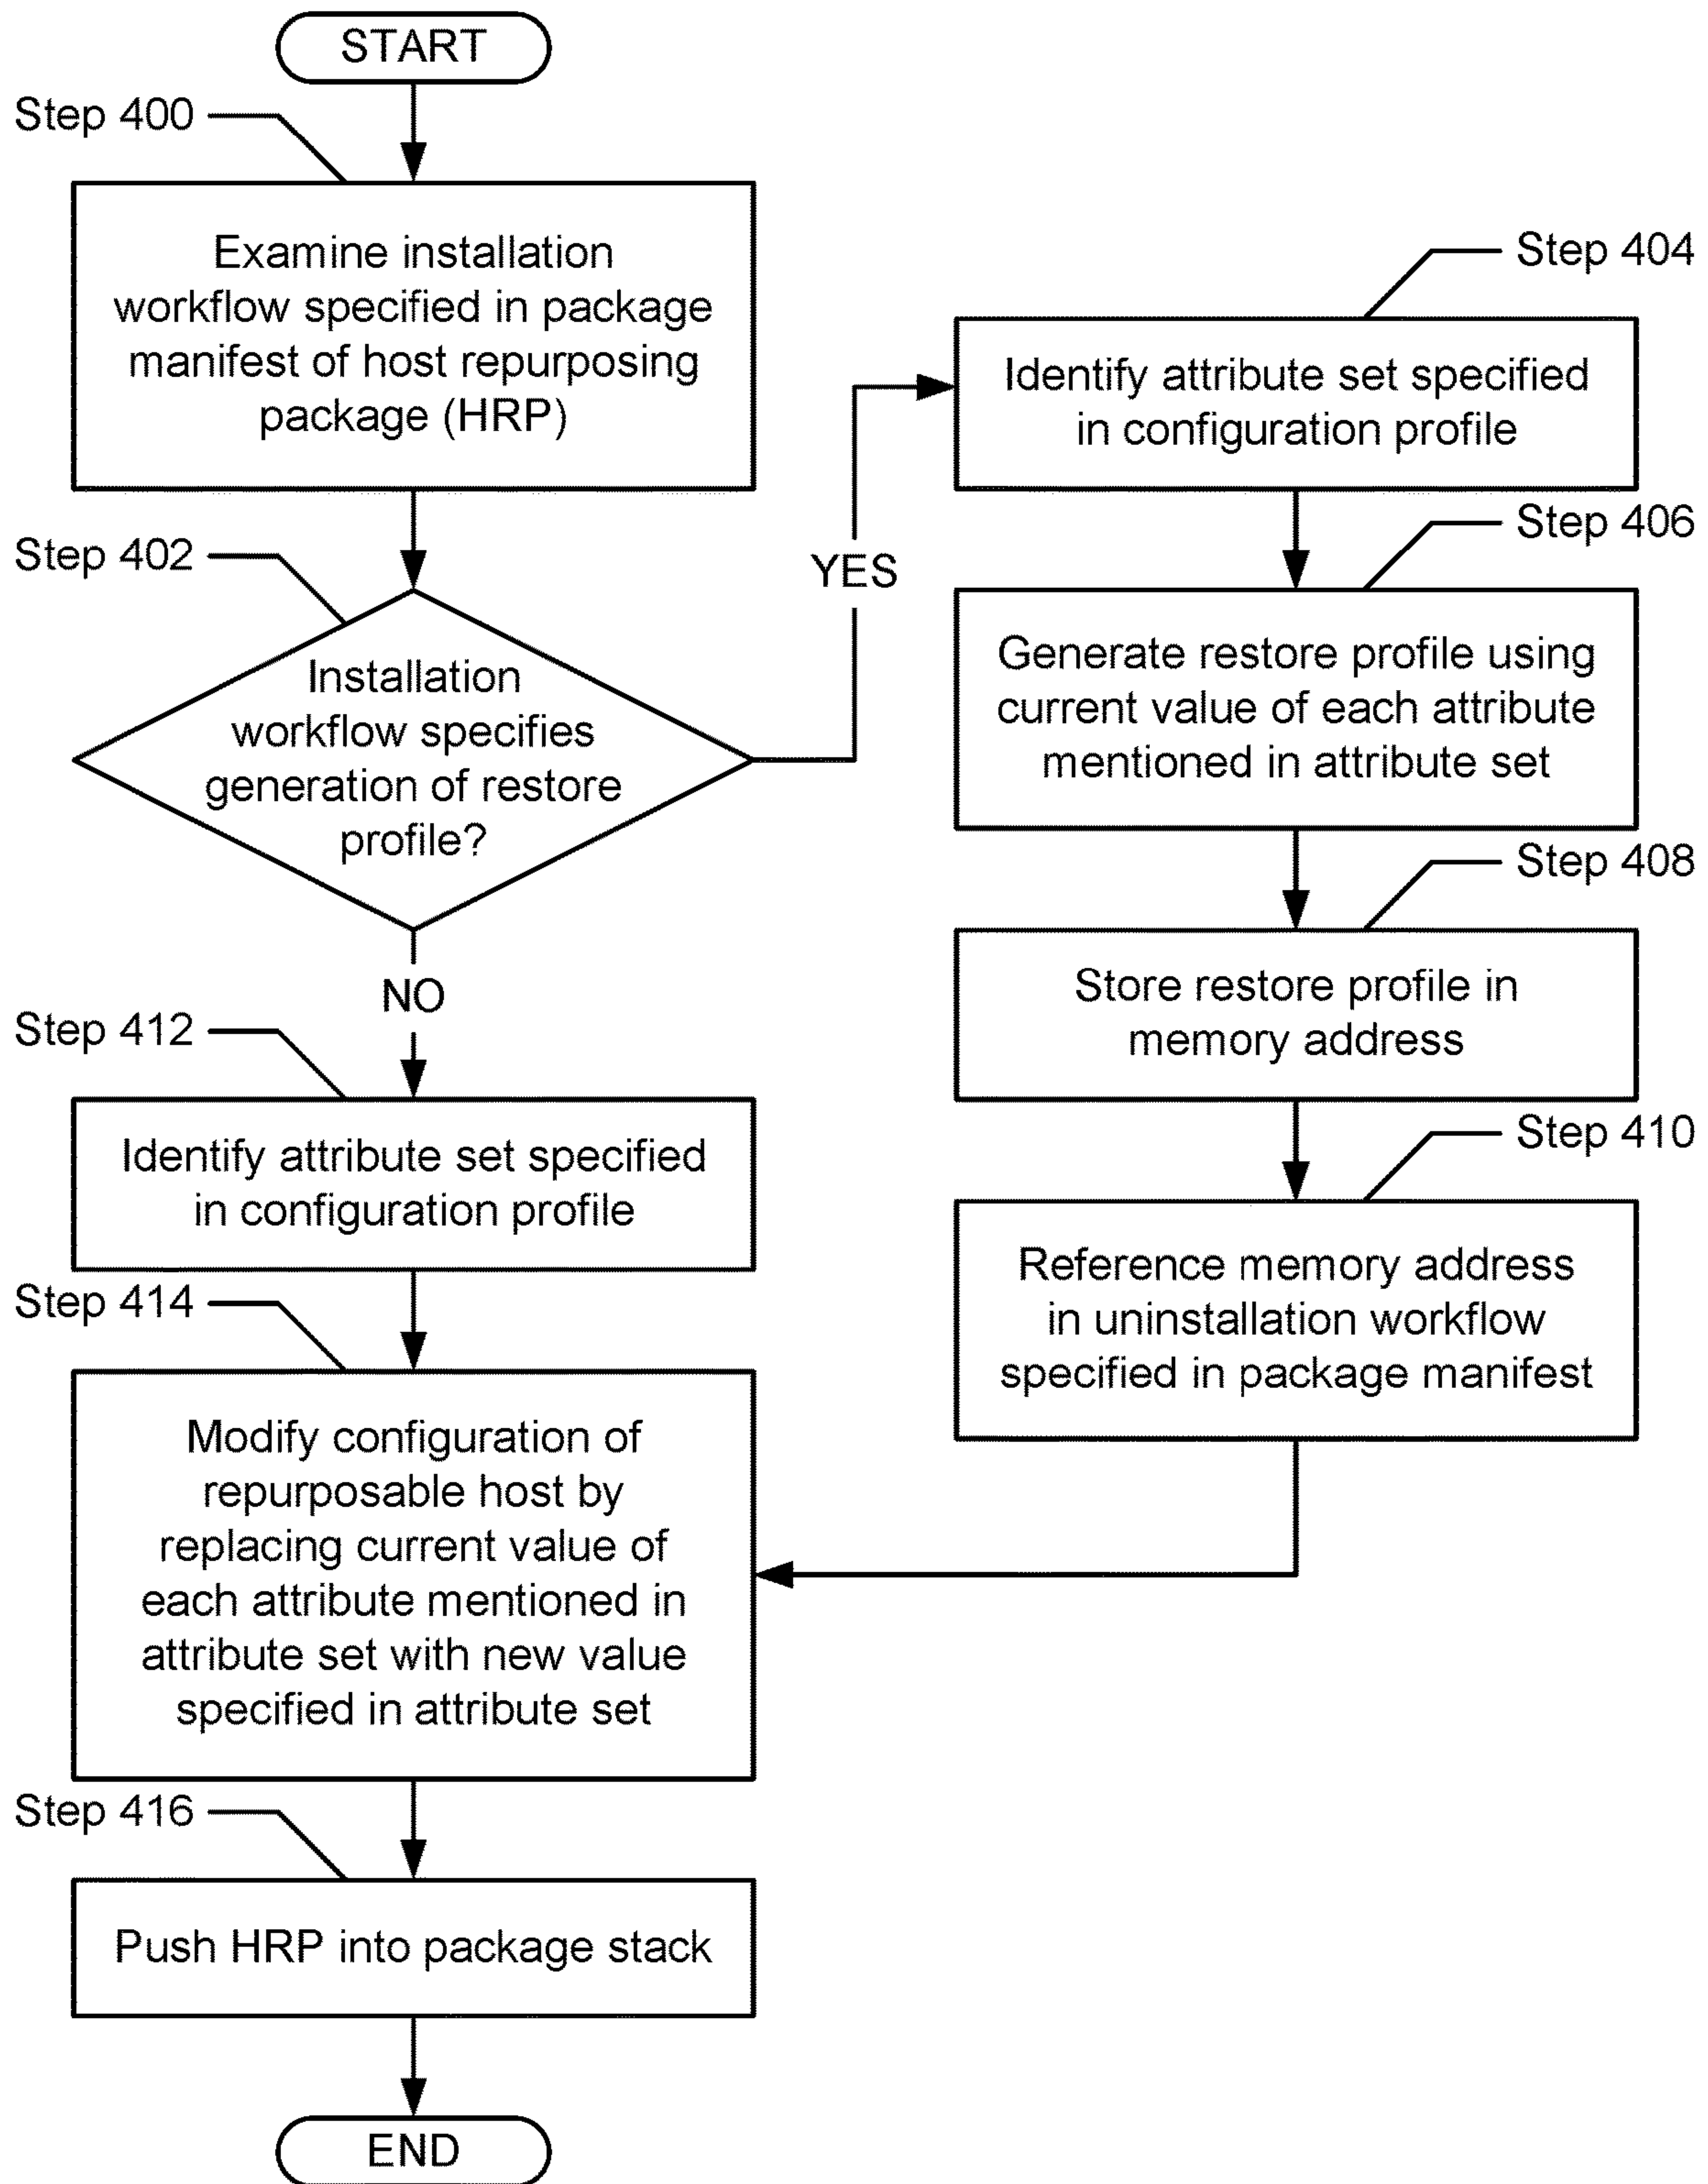 START
Step 400
Examine installation
workflow specified in package
manifest of host repurposing
package (HRP)
Step 402
Installation
workflow specifies
generation of restore
profile?
YES
NO
Step 404
Identify attribute set specified
in configuration profile
Step 406
Generate restore profile using
current value of each attribute
mentioned in attribute set
Step 408
Store restore profile in
memory address
Step 410
Reference memory address
in uninstallation workflow
specified in package manifest
Step 412
Identify attribute set specified
in configuration profile
Step 414
Modify configuration of
repurposable host by
replacing current value of
each attribute mentioned in
attribute set with new value
specified in attribute set
Step 416
Push HRP into package stack
END